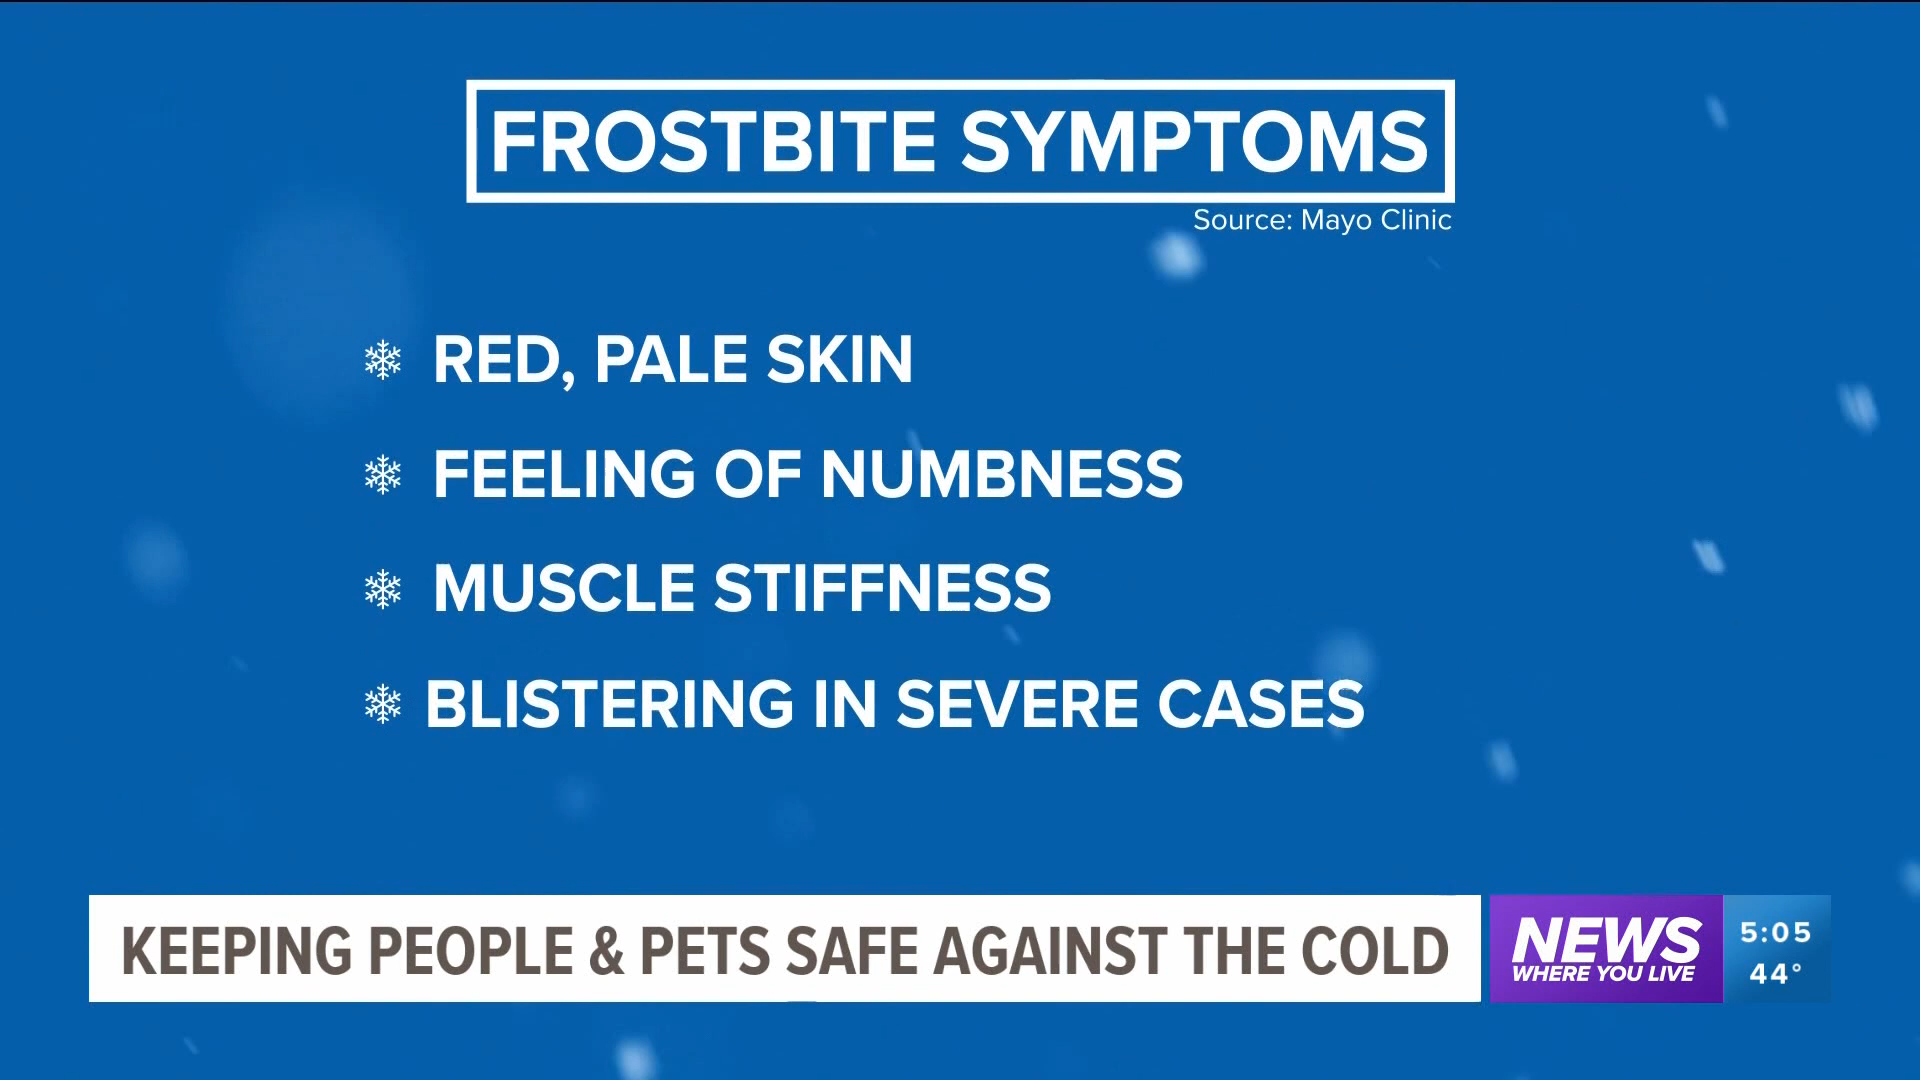 FROSTBITE SYMPTOMS
Source: Mayo Clinic
RED, PALE SKIN
FEELING OF NUMBNESS
MUSCLE STIFFNESS
BLISTERING IN SEVERE CASES
KEEPING PEOPLE & PETS SAFE AGAINST THE COLD
NEWS
WHERE YOU LIVE
5:05
44°